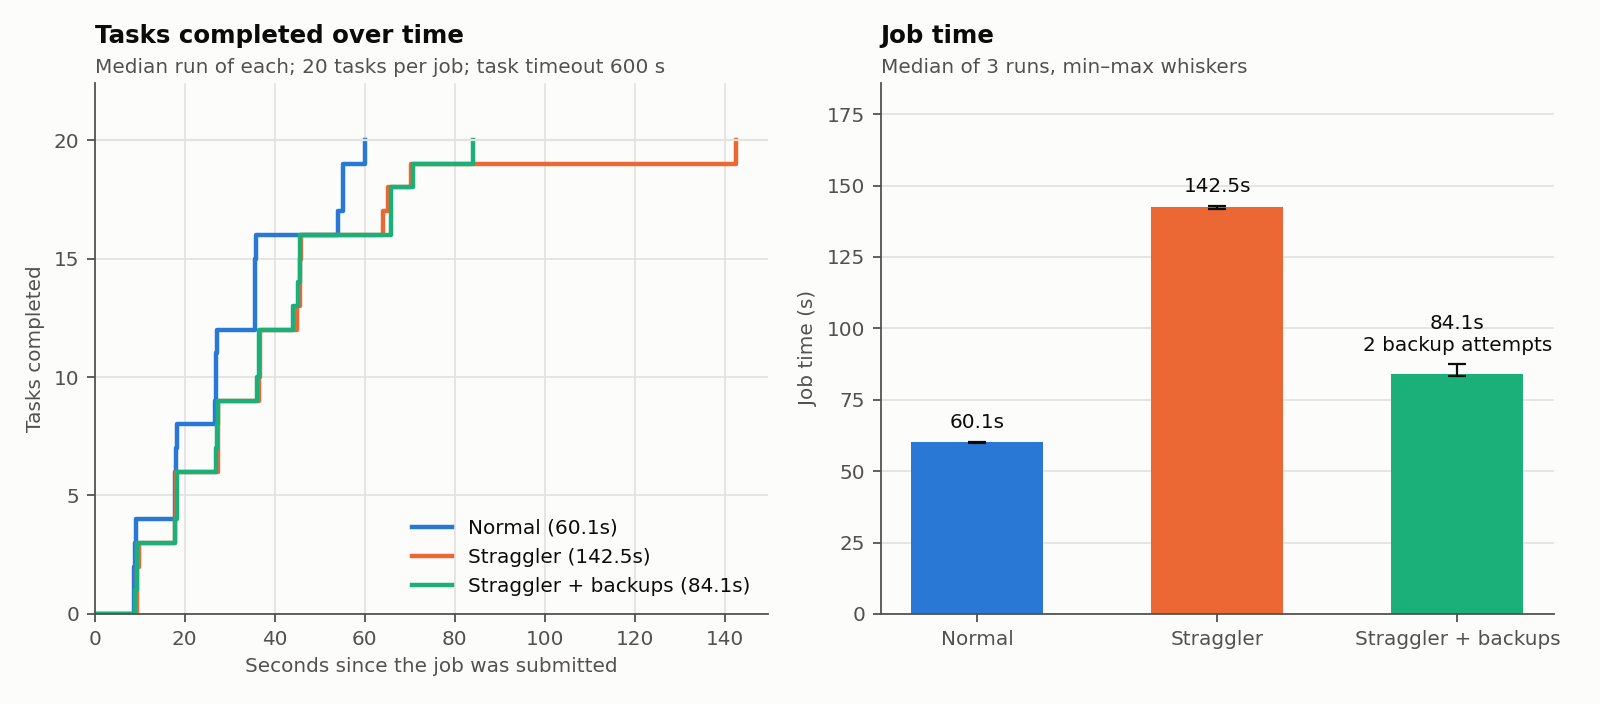 Tasks completed over time
Median run of each; 20 tasks per job; task timeout 600 s
Tasks completed
20
15
10
5
0
0 20 40 60 80 100 120 140
Seconds since the job was submitted
Normal (60.1s)
Straggler (142.5s)
Straggler + backups (84.1s)
Job time
Median of 3 runs, min–max whiskers
Job time (s)
175
150
125
100
75
50
25
0
60.1s
142.5s
84.1s
2 backup attempts
Normal Straggler Straggler + backups